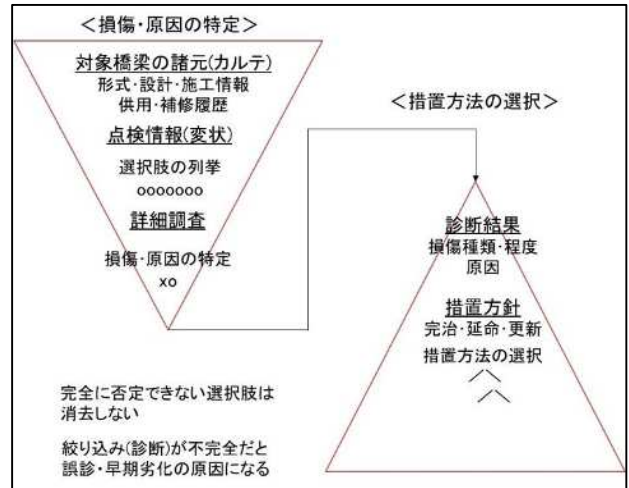 ＜損傷・原因の特定＞
対象橋梁の諸元(カルテ)
形式・設計・施工情報
供用・補修履歴
点検情報(変状)
選択肢の列挙
ooooooo
詳細調査
損傷・原因の特定
xo
＜措置方法の選択＞
診断結果
損傷種類・程度
原因
措置方針
完治・延命・更新
措置方法の選択
完全に否定できない選択肢は
消去しない
絞り込み(診断)が不完全だと
誤診・早期劣化の原因になる